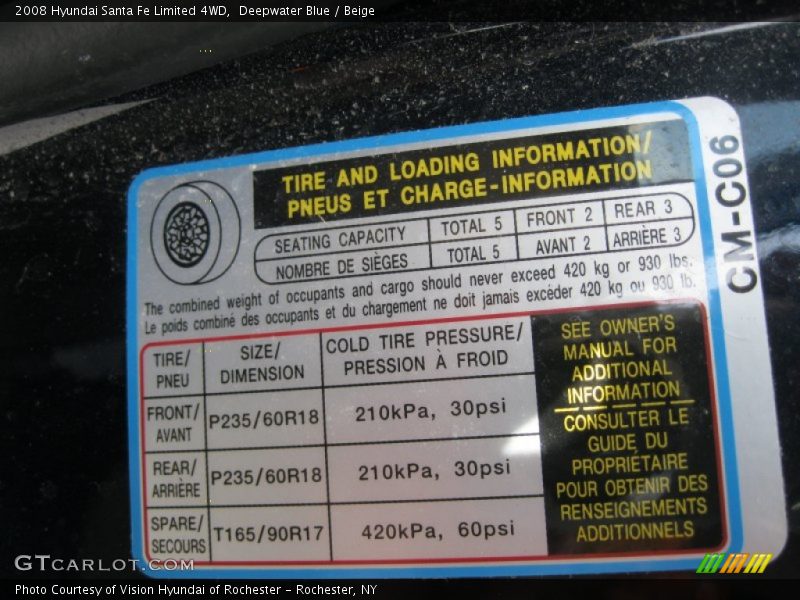 2008 Hyundai Santa Fe Limited 4WD,  Deepwater Blue / Beige
TIRE AND LOADING INFORMATION/
PNEUS ET CHARGE-INFORMATION
SEATING CAPACITY TOTAL 5 FRONT 2 REAR 3
NOMBRE DE SIÈGES TOTAL 5 AVANT 2 ARRIÈRE 3
The combined weight of occupants and cargo should never exceed 420 kg or 930 lbs.
Le poids combiné des occupants et du chargement ne doit jamais excéder 420 kg ou 930 lb.
TIRE/
PNEU
SIZE/
DIMENSION
COLD TIRE PRESSURE/
PRESSION À FROID
FRONT/
AVANT
P235/60R18
210kPa, 30psi
REAR/
ARRIÈRE
P235/60R18
210kPa, 30psi
SPARE/
SECOURS
T165/90R17
420kPa, 60psi
SEE OWNER'S
MANUAL FOR
ADDITIONAL
INFORMATION
CONSULTER LE
GUIDE DU
PROPRIÉTAIRE
POUR OBTENIR DES
RENSEIGNEMENTS
ADDITIONNELS
CM-C06
GTCARLOT.COM
Photo Courtesy of Vision Hyundai of Rochester - Rochester, NY